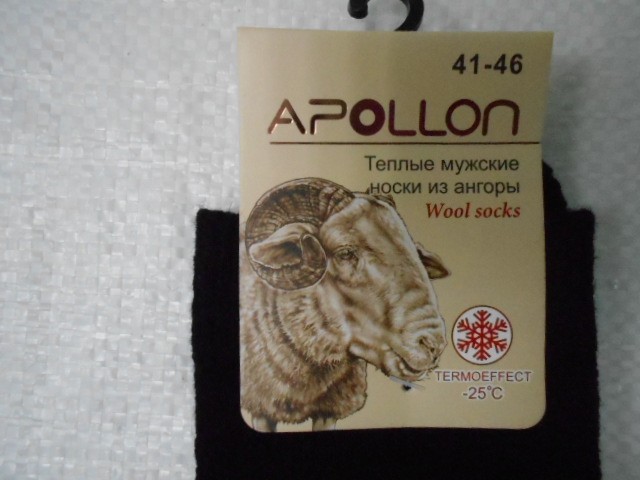 41-46
APOLLON
Теплые мужские
носки из ангоры
Wool socks
TERMOEFFECT
-25°C